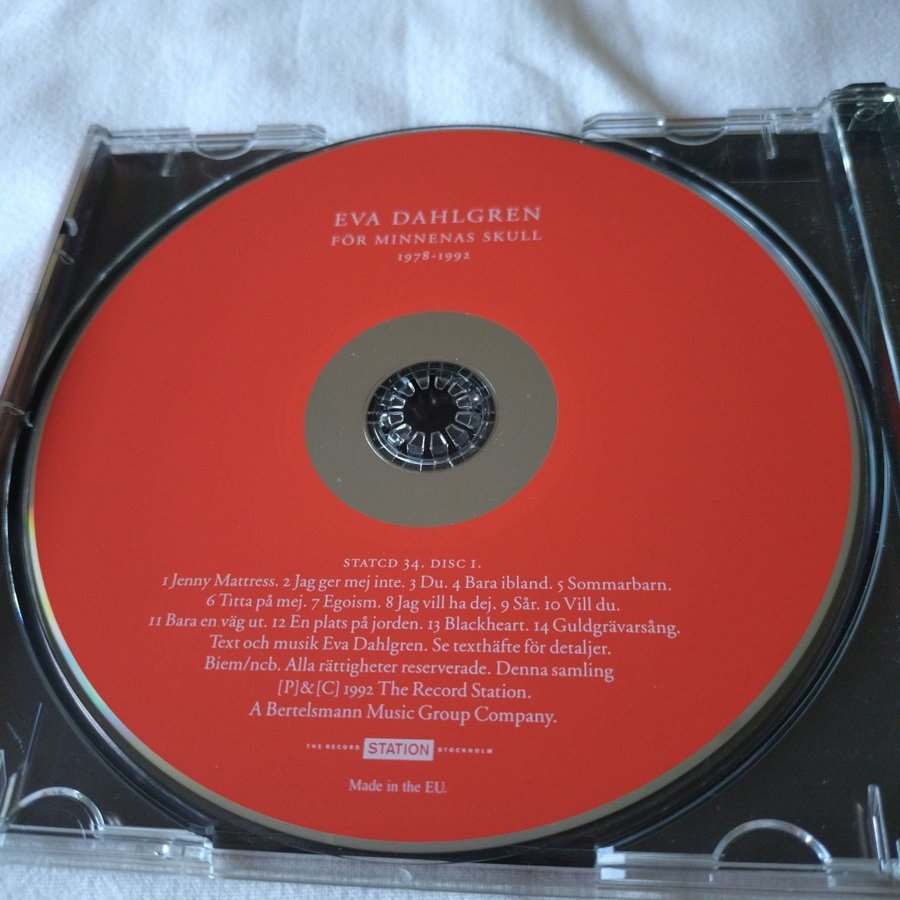 EVA DAHLGREN
FÖR MINNENAS SKULL
1978-1992
STATCD 34. DISC 1.
1 Jenny Mattress. 2 Jag ger mej inte. 3 Du. 4 Bara ibland. 5 Sommarbarn.
6 Titta på mej. 7 Egoism. 8 Jag vill ha dej. 9 Sår. 10 Vill du.
11 Bara en väg ut. 12 En plats på jorden. 13 Blackheart. 14 Guldgrävarsång.
Text och musik Eva Dahlgren. Se texthäfte för detaljer.
Biem/ncb. Alla rättigheter reserverade. Denna samling
[P]&[C] 1992 The Record Station.
A Bertelsmann Music Group Company.
THE RECORD STATION STOCKHOLM
Made in the EU.